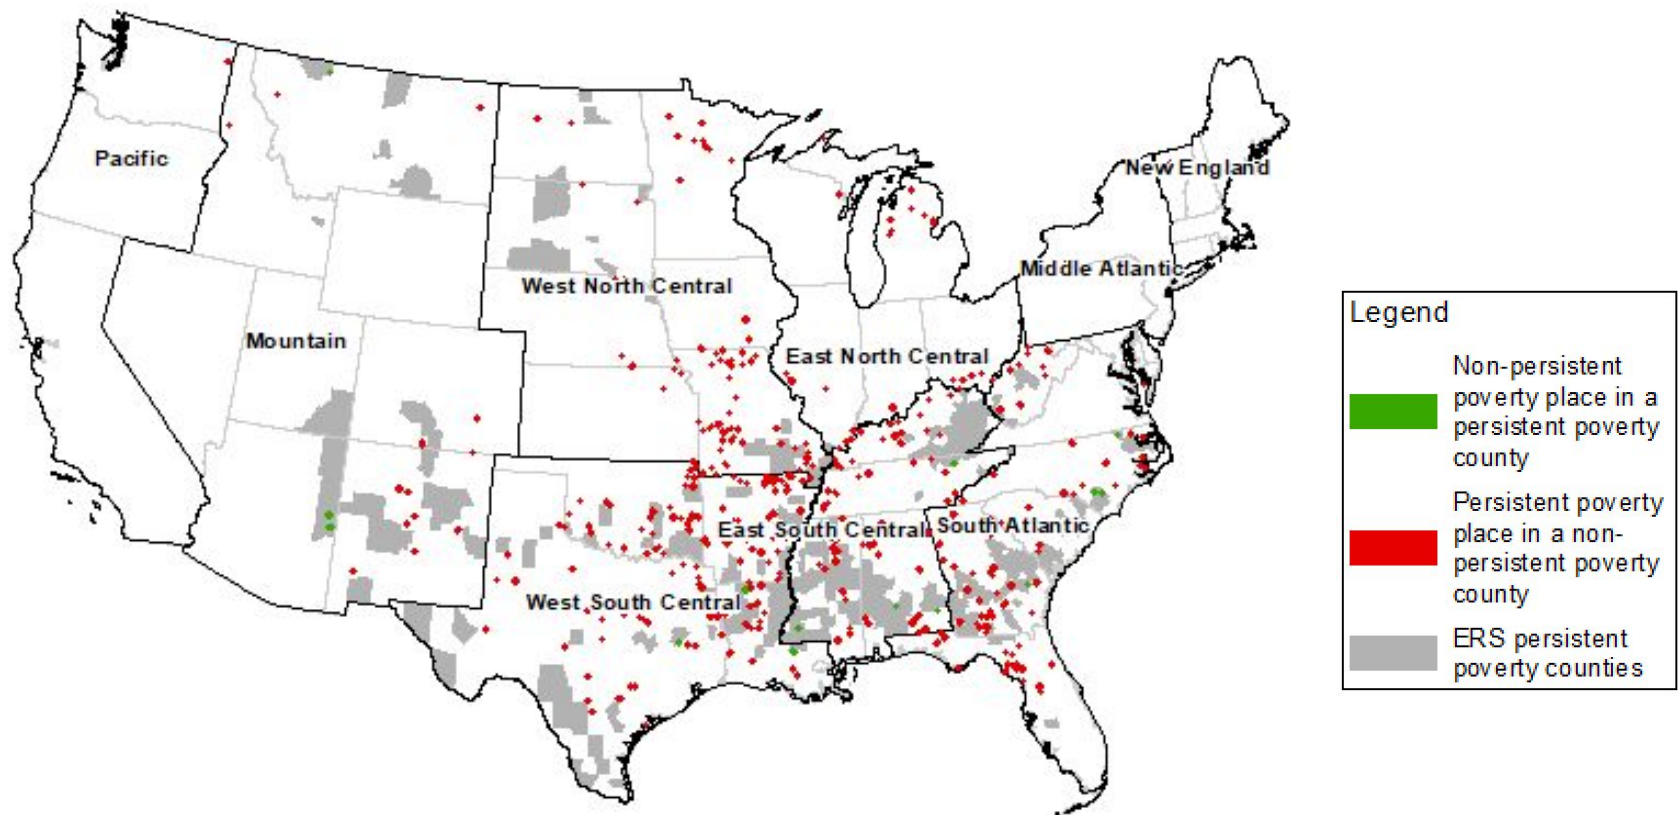 Pacific
New England
Middle Atlantic
West North Central
Mountain
East North Central
East South Central
South Atlantic
West South Central
Legend
Non-persistent
poverty place in a
persistent poverty
county
Persistent poverty
place in a non-
persistent poverty
county
ERS persistent
poverty counties